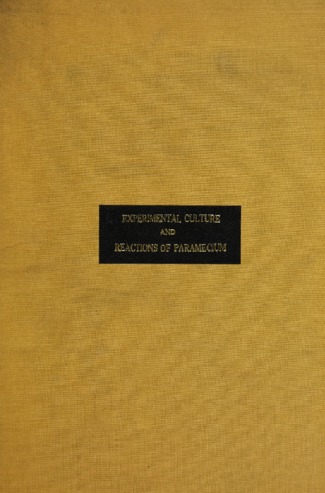 EXPERIMENTAL CULTURE
AND
REACTIONS OF PARAMECIUM